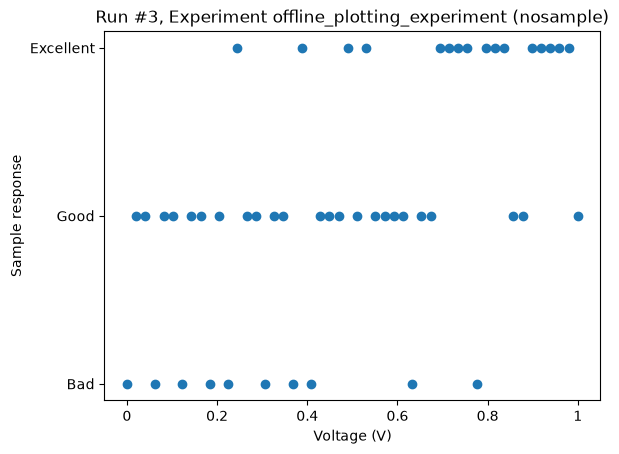 Run #3, Experiment offline_plotting_experiment (nosample)
Excellent
Good
Bad
Sample response
0
0.2
0.4
0.6
0.8
1
Voltage (V)